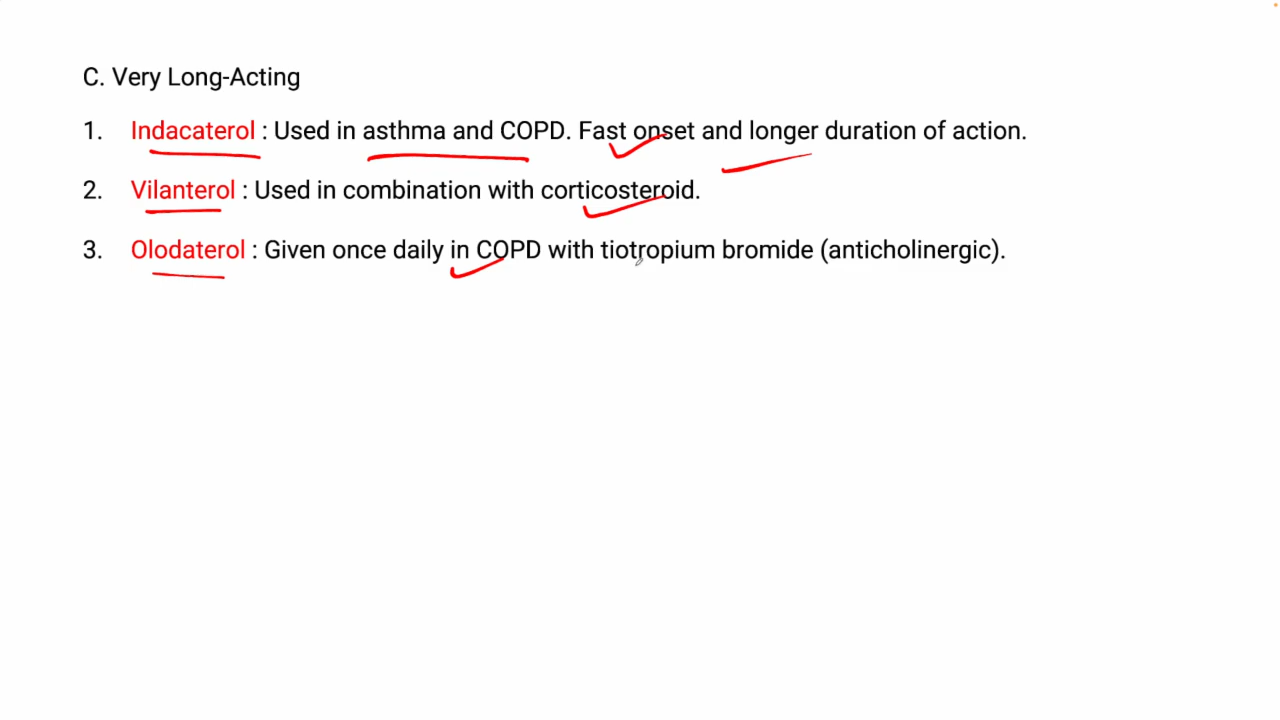 C. Very Long-Acting
1. Indacaterol : Used in asthma and COPD. Fast onset and longer duration of action.
2. Vilanterol : Used in combination with corticosteroid.
3. Olodaterol : Given once daily in COPD with tiotropium bromide (anticholinergic).